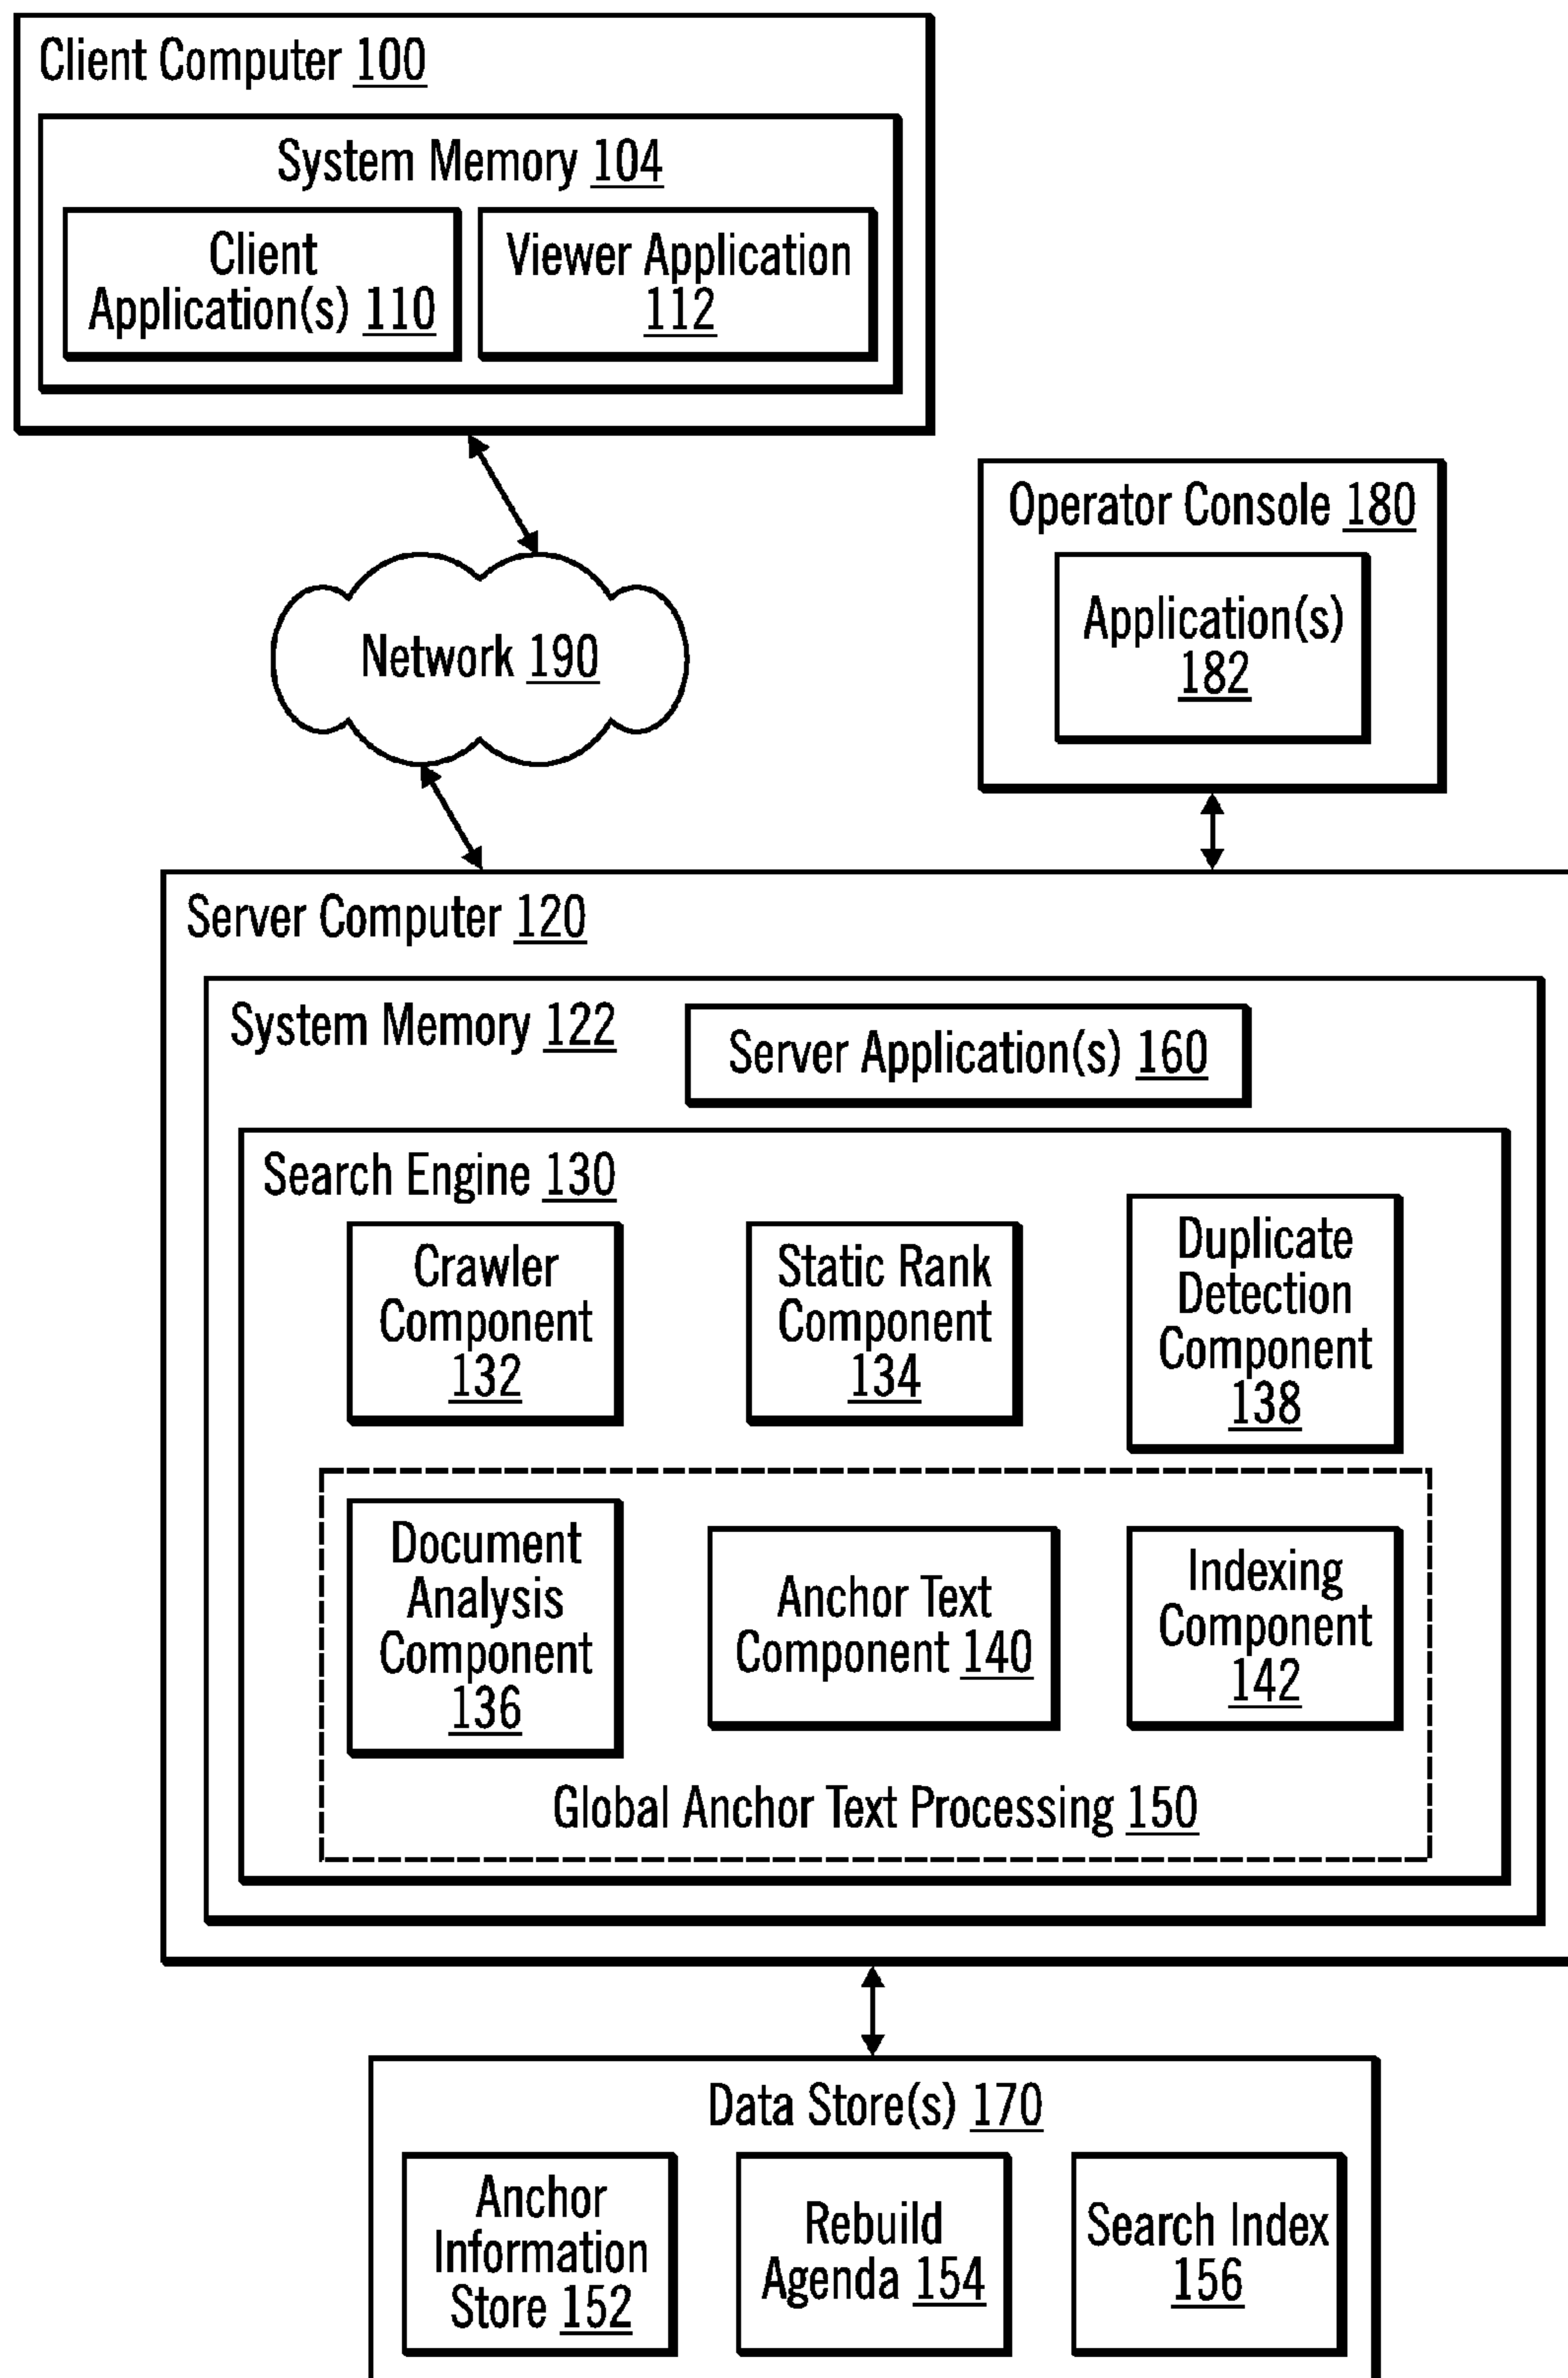 Client Computer 100
System Memory 104
Client
Application(s) 110
Viewer Application
112
Operator Console 180
Application(s)
182
Network 190
Server Computer 120
System Memory 122
Server Application(s) 160
Search Engine 130
Crawler
Component
132
Static Rank
Component
134
Duplicate
Detection
Component
138
Document
Analysis
Component
136
Anchor Text
Component 140
Indexing
Component
142
Global Anchor Text Processing 150
Data Store(s) 170
Anchor
Information
Store 152
Rebuild
Agenda 154
Search Index
156